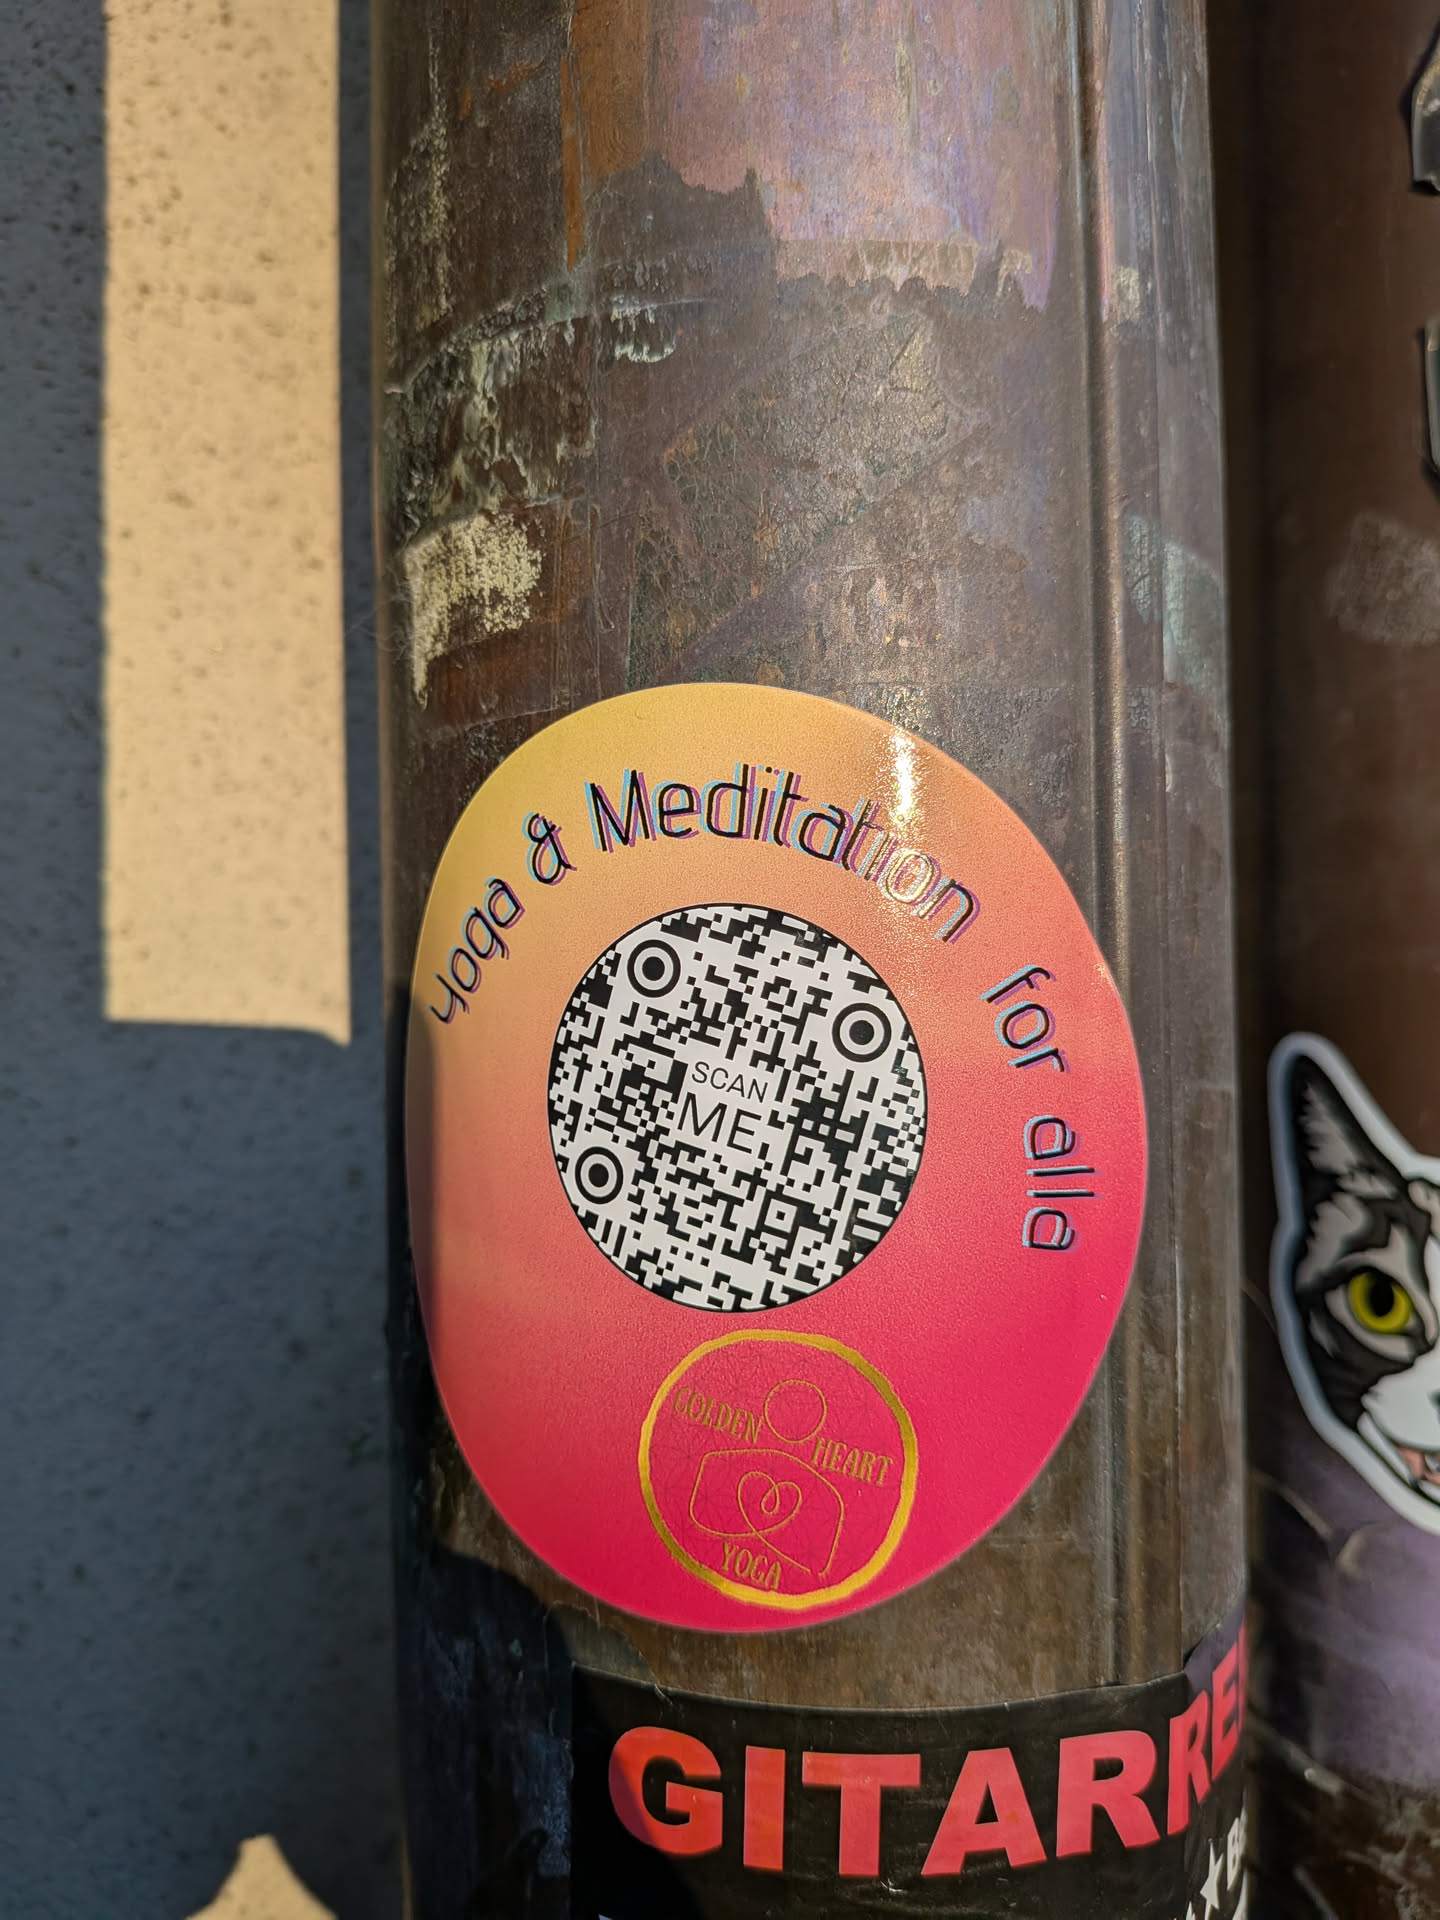 yoga & Meditation for alla
SCAN
ME
GOLDEN HEART
YOGA
GITARRE